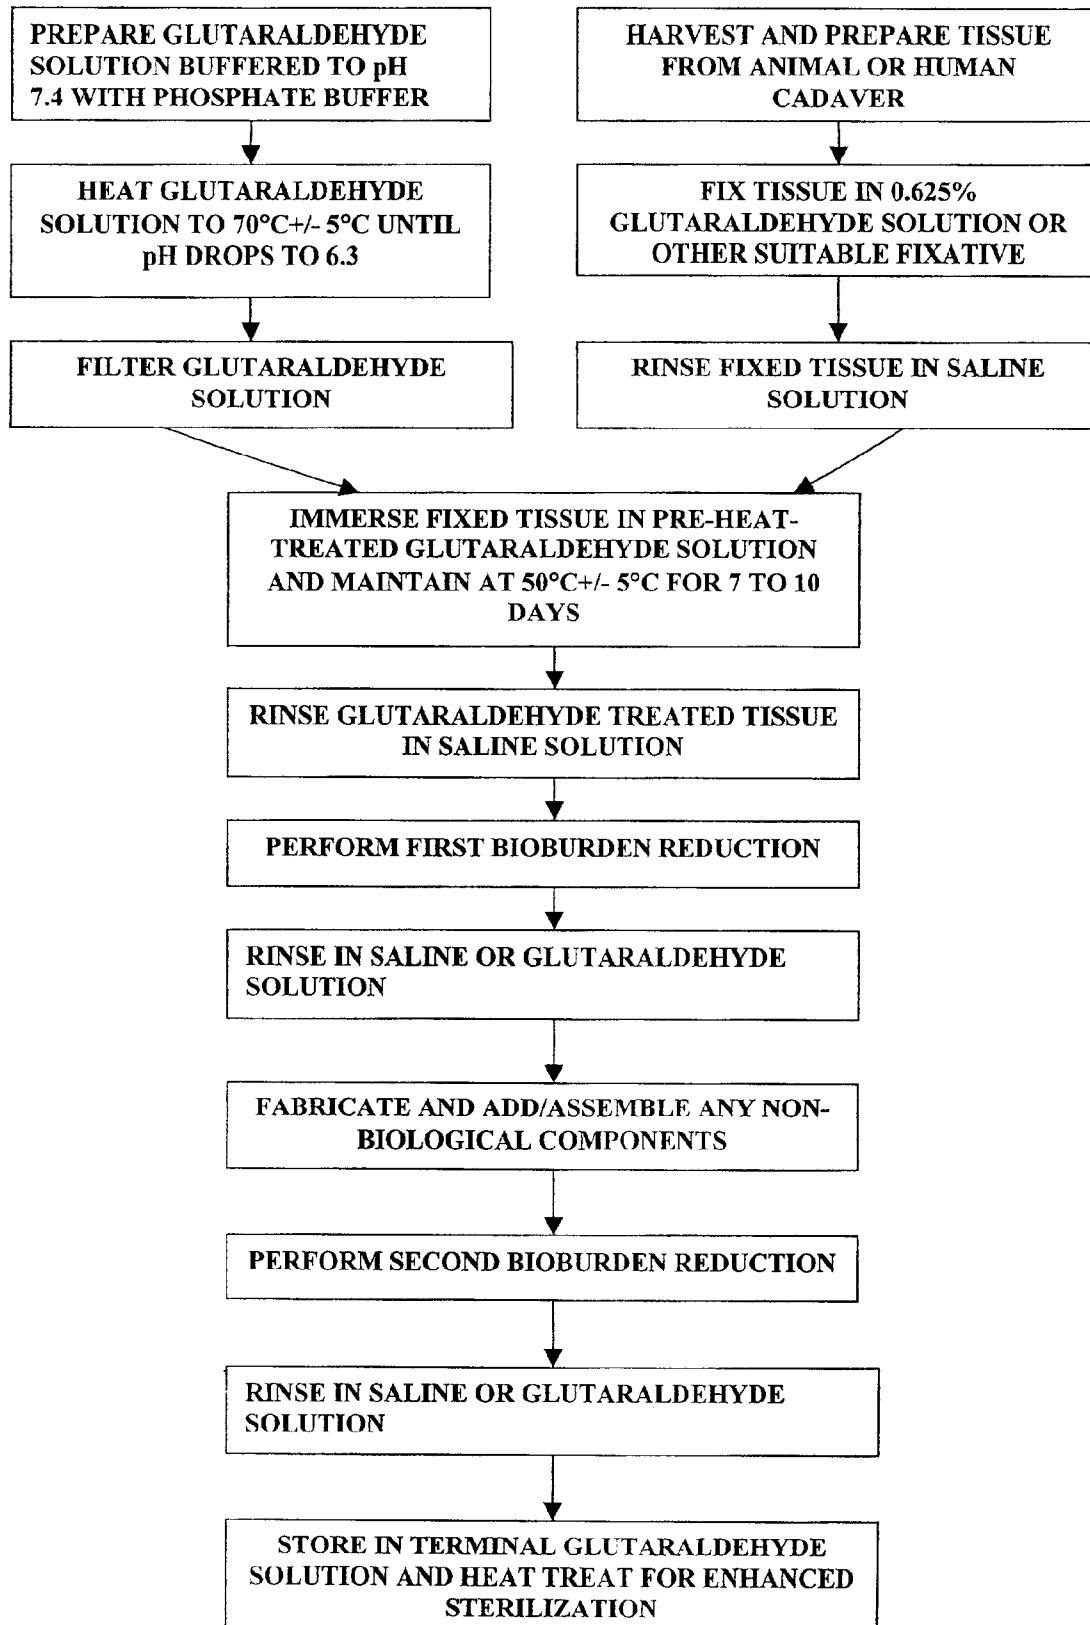 PREPARE GLUTARALDEHYDE
SOLUTION BUFFERED TO pH
7.4 WITH PHOSPHATE BUFFER
HARVEST AND PREPARE TISSUE
FROM ANIMAL OR HUMAN
CADAVER
HEAT GLUTARALDEHYDE
SOLUTION TO 70°C+/- 5°C UNTIL
pH DROPS TO 6.3
FIX TISSUE IN 0.625%
GLUTARALDEHYDE SOLUTION OR
OTHER SUITABLE FIXATIVE
FILTER GLUTARALDEHYDE
SOLUTION
RINSE FIXED TISSUE IN SALINE
SOLUTION
IMMERSE FIXED TISSUE IN PRE-HEAT-
TREATED GLUTARALDEHYDE SOLUTION
AND MAINTAIN AT 50°C+/- 5°C FOR 7 TO 10
DAYS
RINSE GLUTARALDEHYDE TREATED TISSUE
IN SALINE SOLUTION
PERFORM FIRST BIOBURDEN REDUCTION
RINSE IN SALINE OR GLUTARALDEHYDE
SOLUTION
FABRICATE AND ADD/ASSEMBLE ANY NON-
BIOLOGICAL COMPONENTS
PERFORM SECOND BIOBURDEN REDUCTION
RINSE IN SALINE OR GLUTARALDEHYDE
SOLUTION
STORE IN TERMINAL GLUTARALDEHYDE
SOLUTION AND HEAT TREAT FOR ENHANCED
STERILIZATION